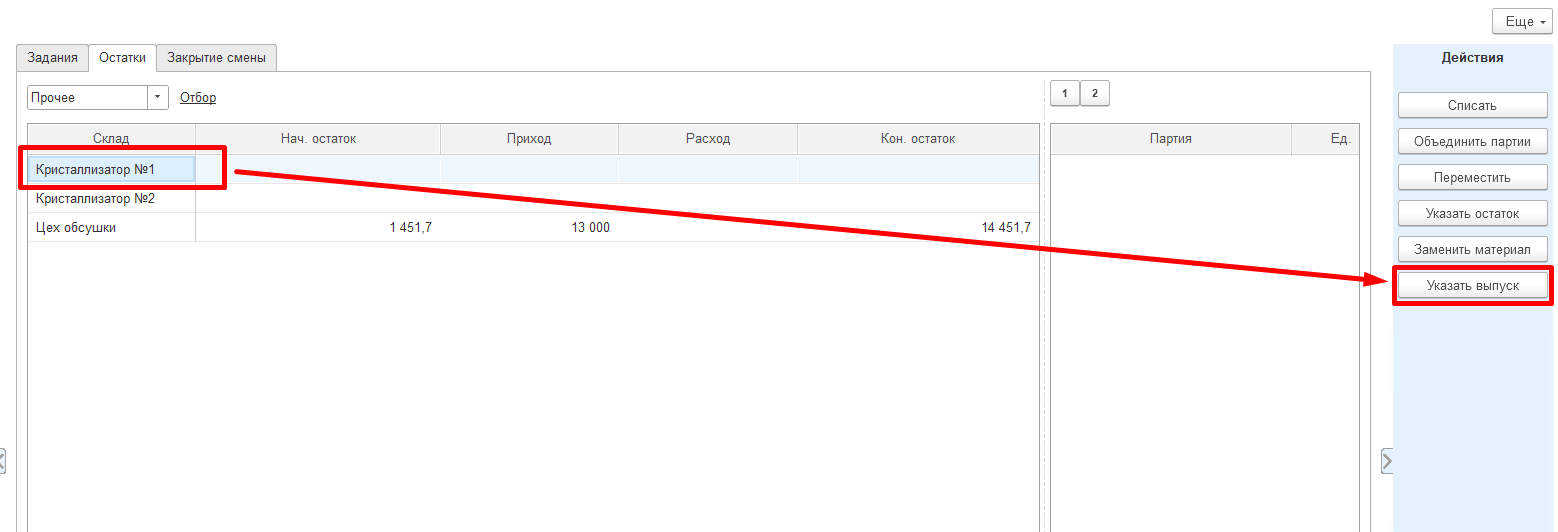 Еще
Задания Остатки Закрытие смены
Действия
Прочее Отбор
1 2
Списать
Склад Нач. остаток Приход Расход Кон. остаток
Партия Ед.
Объединить партии
Кристаллизатор №1
Переместить
Кристаллизатор №2
Указать остаток
Цех обсушки 1 451,7 13 000 14 451,7
Заменить материал
Указать выпуск